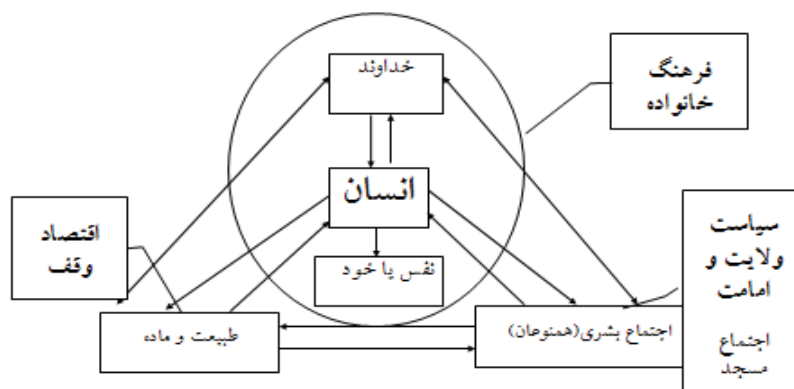 خداوند
فرهنگ
خانواده
انسان
نفس یا خود
اقتصاد
وقف
سیاست
ولایت و
امامت
اجتماع
مسجد
طبیعت و ماده
اجتماع بشری(همنوعان)